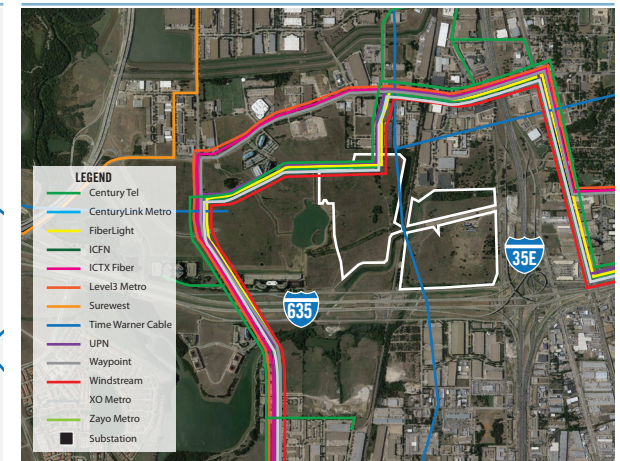 LEGEND
Century Tel
CenturyLink Metro
FiberLight
ICFN
ICTX Fiber
Level3 Metro
Surewest
Time Warner Cable
UPN
Waypoint
Windstream
XO Metro
Zayo Metro
Substation
635
35E